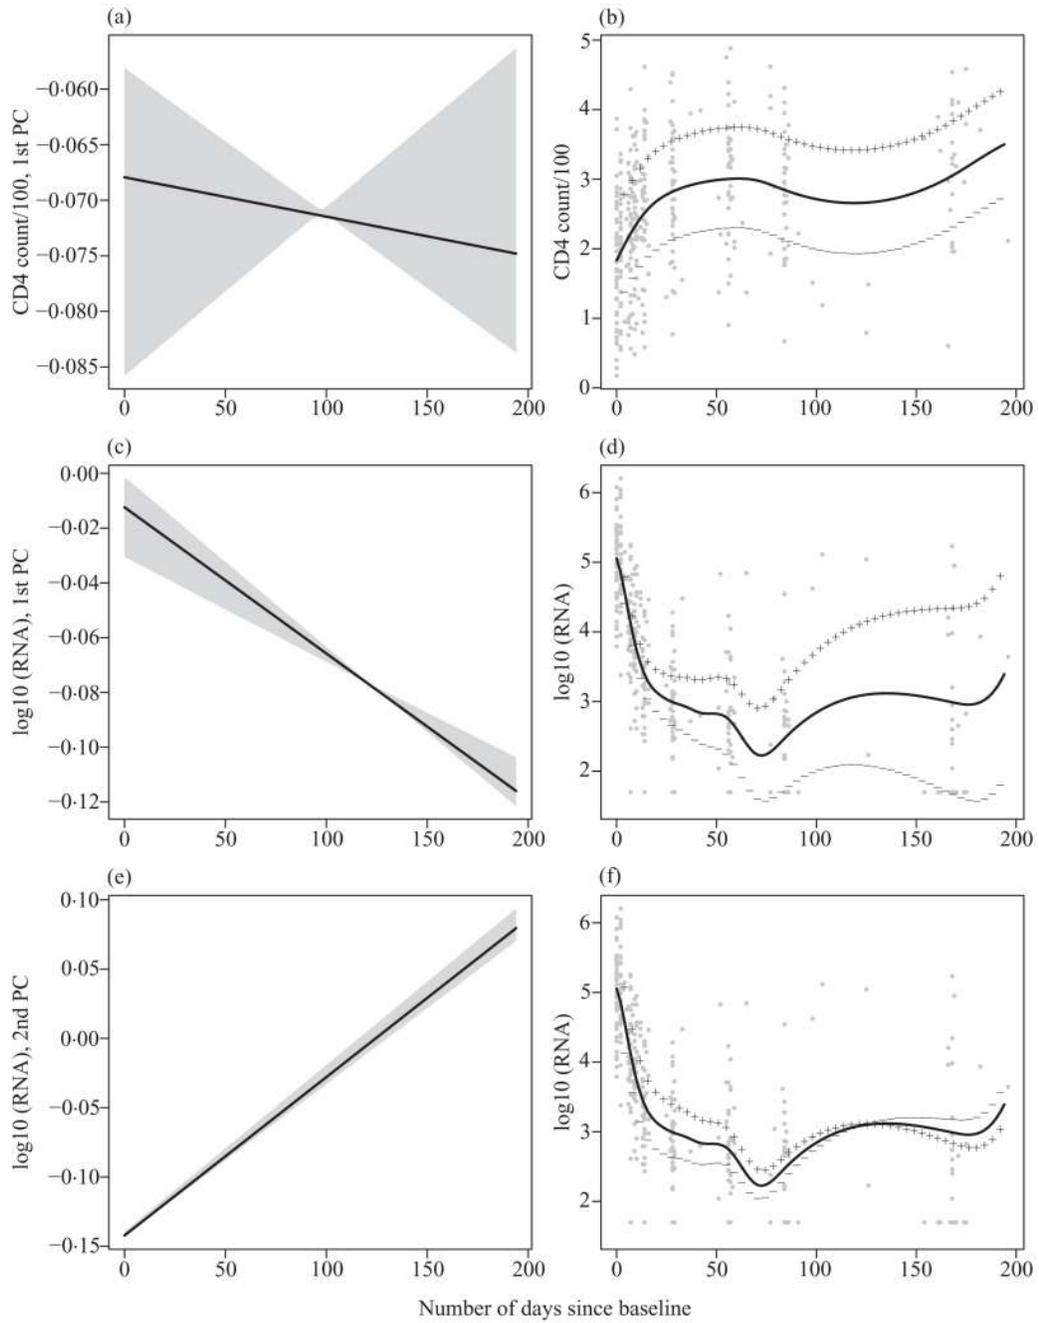 (a)
CD4 count/100, 1st PC
−0·060
−0·065
−0·070
−0·075
−0·080
−0·085
0 50 100 150 200
(b)
CD4 count/100
5
4
3
2
1
0
0 50 100 150 200
(c)
log10 (RNA), 1st PC
0·00
−0·02
−0·04
−0·06
−0·08
−0·10
−0·12
0 50 100 150 200
(d)
log10 (RNA)
6
5
4
3
2
0 50 100 150 200
(e)
log10 (RNA), 2nd PC
0·10
0·05
0·00
−0·05
−0·10
−0·15
0 50 100 150 200
(f)
log10 (RNA)
6
5
4
3
2
0 50 100 150 200
Number of days since baseline